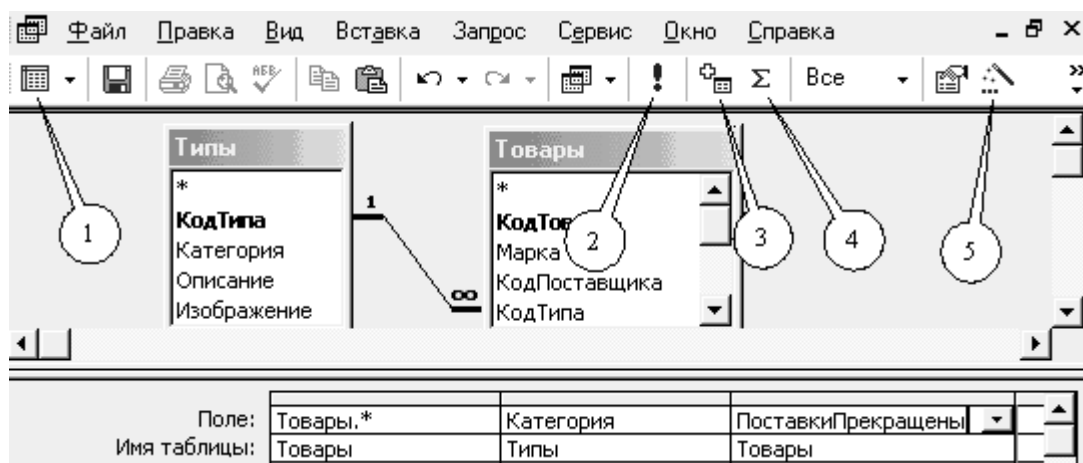 Файл Правка Вид Вставка Запрос Сервис Окно Справка
Все
Типы
*
КодТипа
Категория
Описание
Изображение
1
∞
Товары
*
Марка
КодПоставщика
КодТипа
1
2
3
4
5
Поле: Товары.* Категория ПоставкиПрекращены
Имя таблицы: Товары Типы Товары